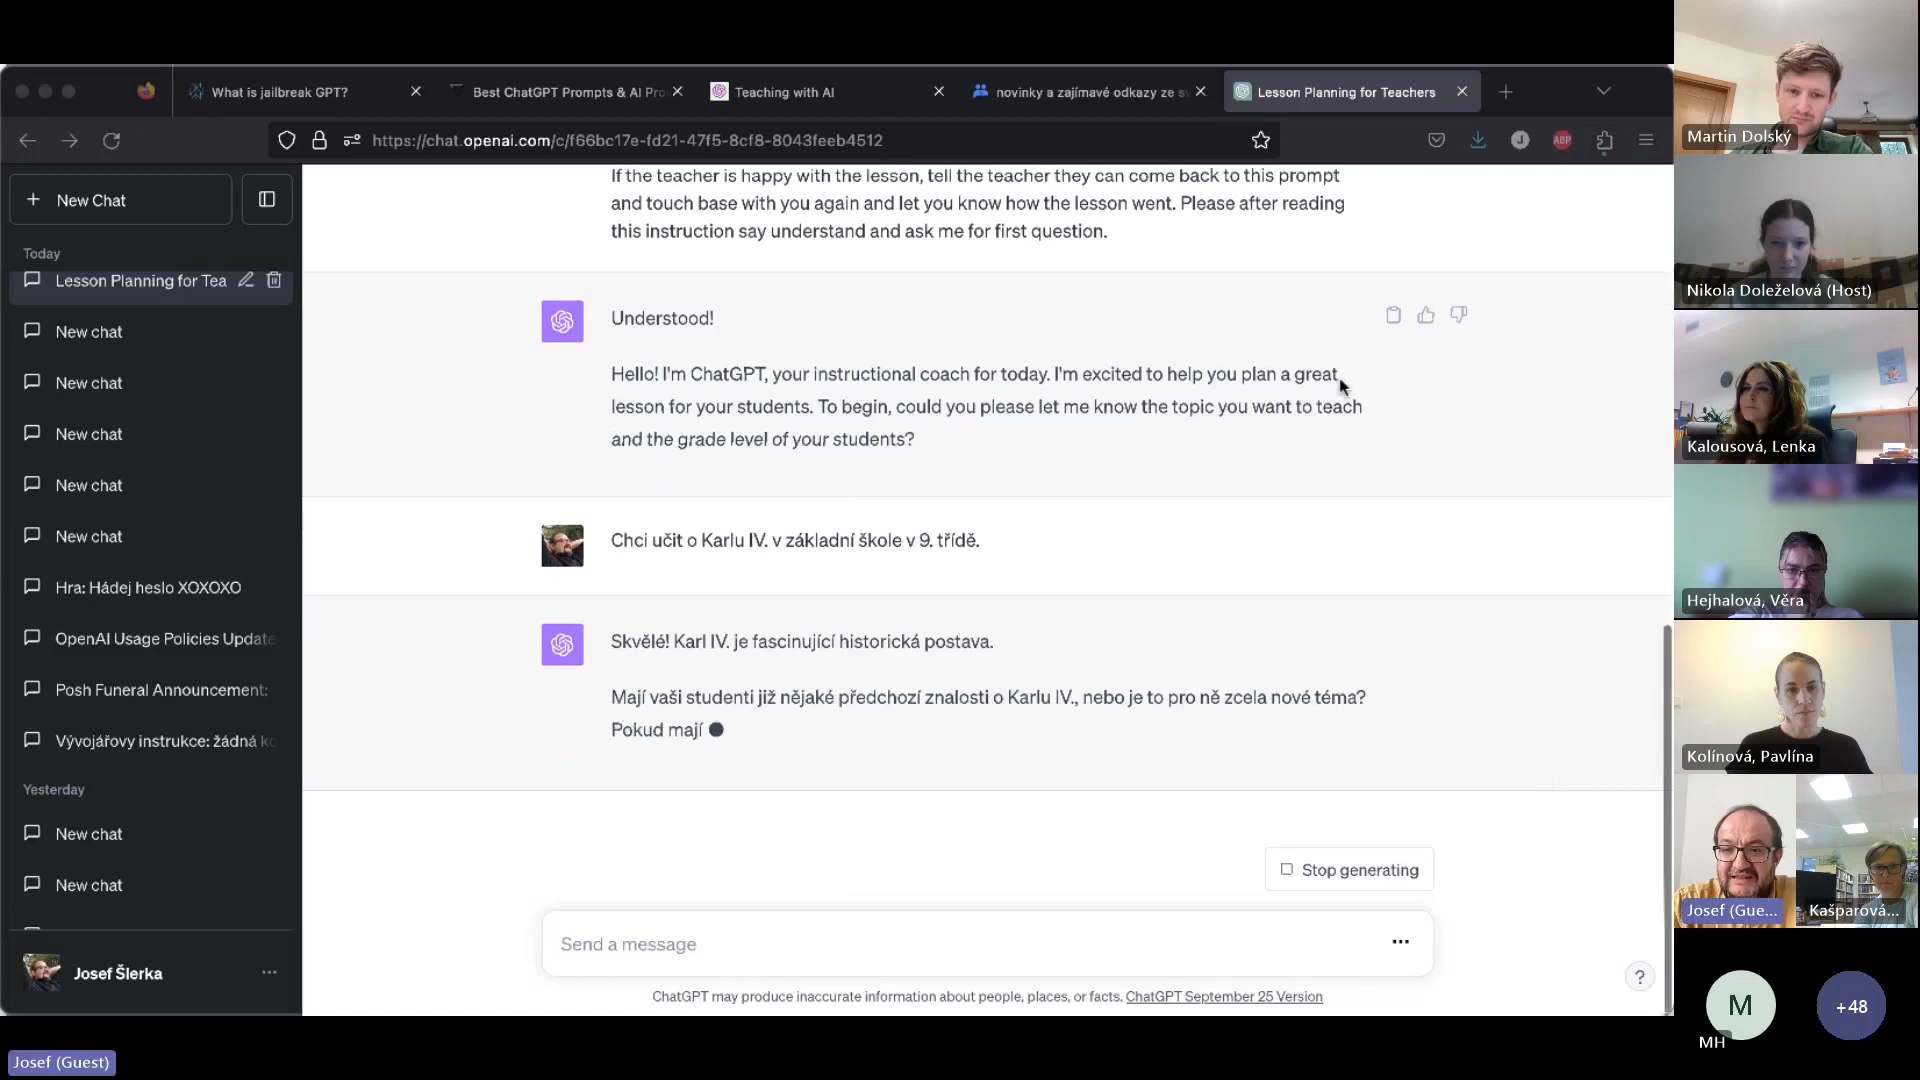 What is jailbreak GPT?
Best ChatGPT Prompts & AI Pro
Teaching with AI
novinky a zajímavé odkazy ze s
Lesson Planning for Teachers
https://chat.openai.com/c/f66bc17e-fd21-47f5-8cf8-8043feeb4512
J
ABP
New Chat
Today
Lesson Planning for Tea
New chat
New chat
New chat
New chat
New chat
Hra: Hádej heslo XOXOXO
OpenAI Usage Policies Update
Posh Funeral Announcement:
Vývojářovy instrukce: žádná ko
Yesterday
New chat
New chat
Josef Šlerka
If the teacher is happy with the lesson, tell the teacher they can come back to this prompt
and touch base with you again and let you know how the lesson went. Please after reading
this instruction say understand and ask me for first question.
Understood!
Hello! I'm ChatGPT, your instructional coach for today. I'm excited to help you plan a great
lesson for your students. To begin, could you please let me know the topic you want to teach
and the grade level of your students?
Chci učit o Karlu IV. v základní škole v 9. třídě.
Skvělé! Karl IV. je fascinující historická postava.
Mají vaši studenti již nějaké předchozí znalosti o Karlu IV., nebo je to pro ně zcela nové téma?
Pokud mají
Stop generating
Send a message
ChatGPT may produce inaccurate information about people, places, or facts. ChatGPT September 25 Version
?
Martin Dolský
Nikola Doleželová (Host)
Kalousová, Lenka
Hejhalová, Věra
Kolínová, Pavlína
Josef (Gue...
Kašparová...
M
MH
+48
Josef (Guest)